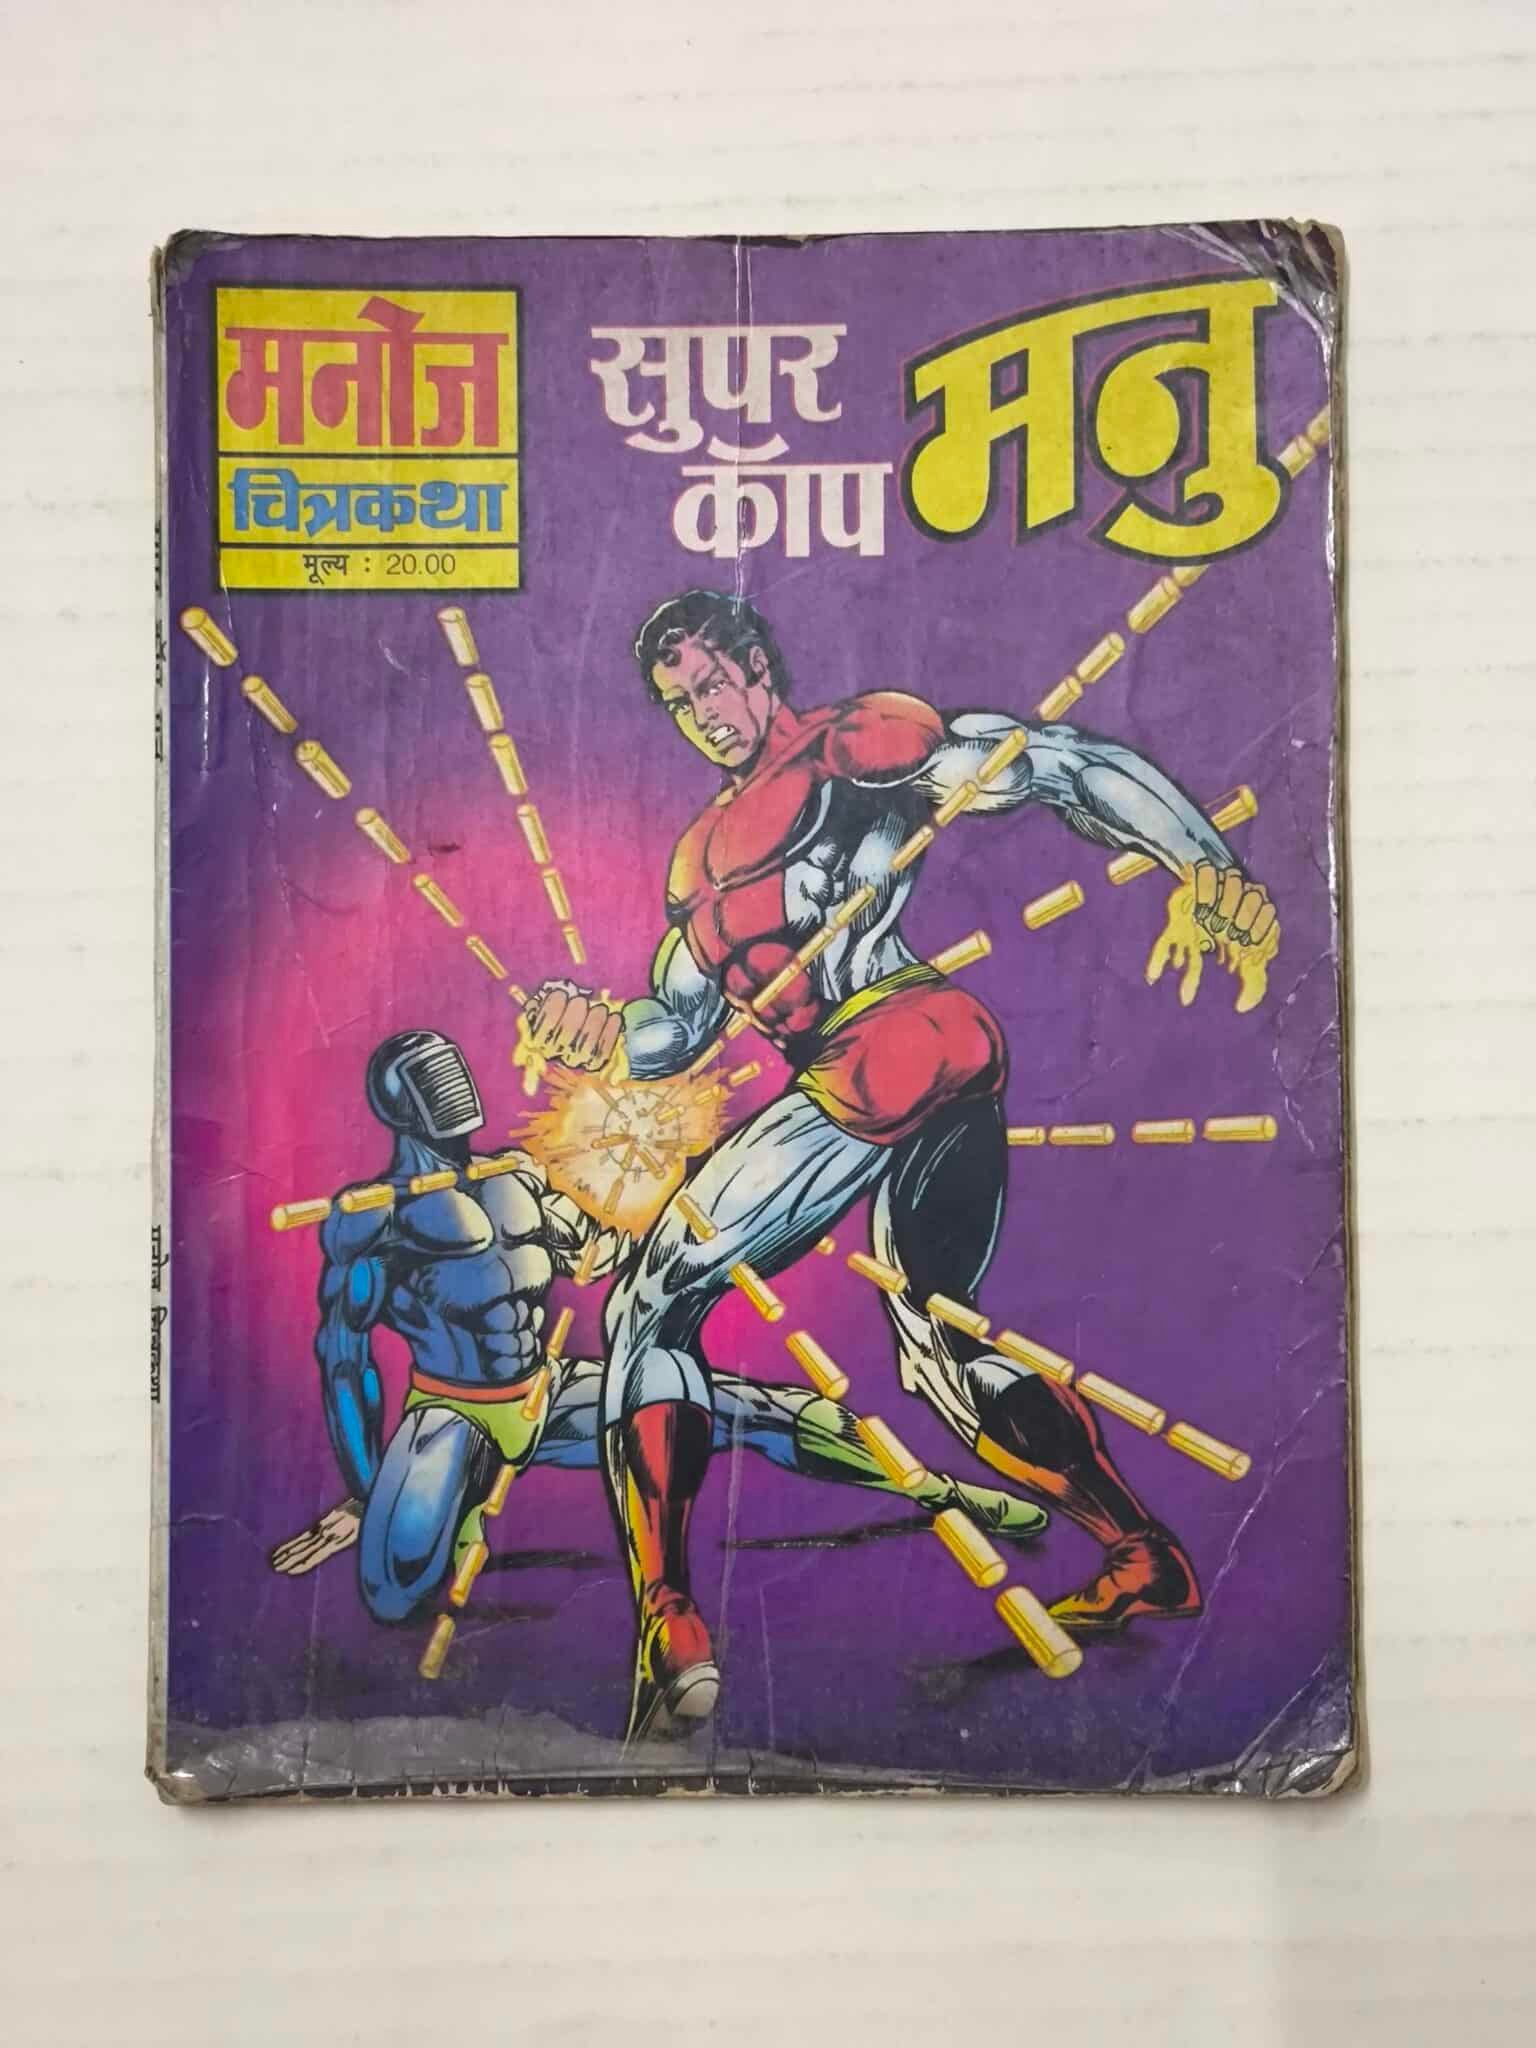 मनोज
चित्रकथा
मूल्य : 20.00
सुपर
कॉप
मनु